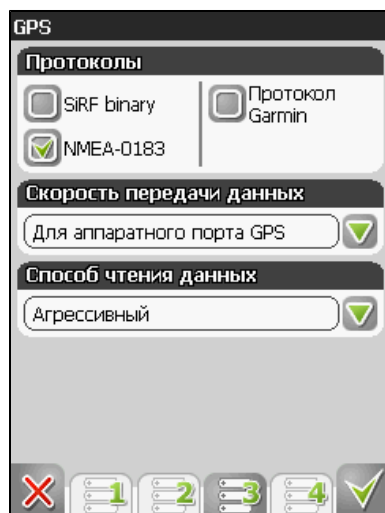 GPS
Протоколы
SiRF binary
Протокол
Garmin
NMEA-0183
Скорость передачи данных
Для аппаратного порта GPS
Способ чтения данных
Агрессивный
1 2 3 4